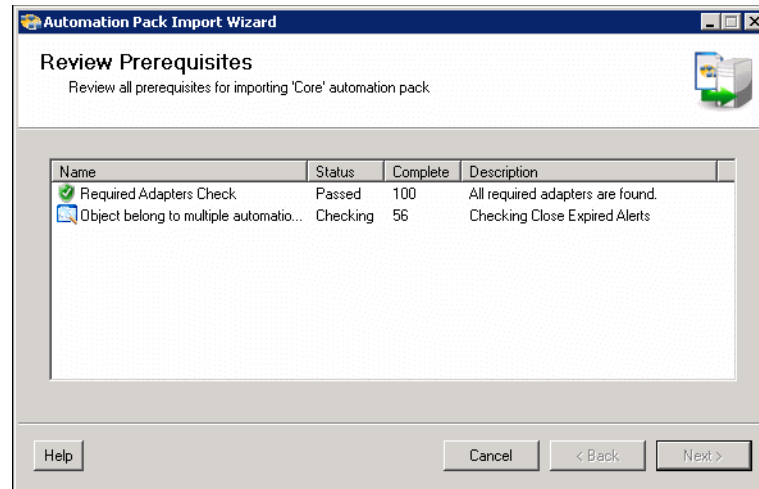 Automation Pack Import Wizard
Review Prerequisites
Review all prerequisites for importing 'Core' automation pack
Name Status Complete Description
Required Adapters Check Passed 100 All required adapters are found.
Object belong to multiple automatio... Checking 56 Checking Close Expired Alerts
Help Cancel < Back Next >